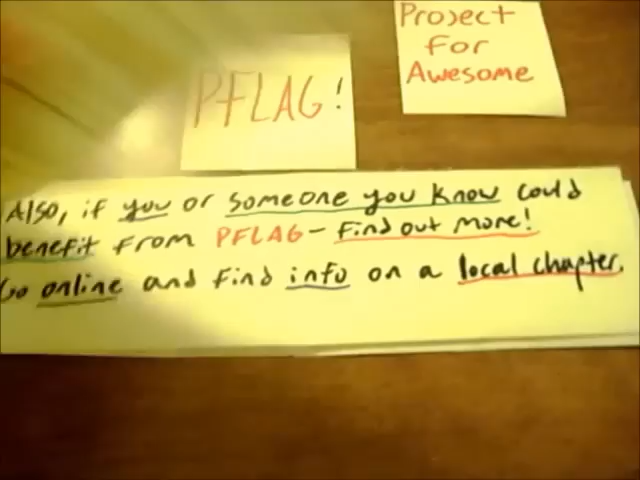 Project
For
Awesome
PFLAG!
Also, if you or someone you know could
benefit from PFLAG - find out more!
Go online and find info on a local chapter.